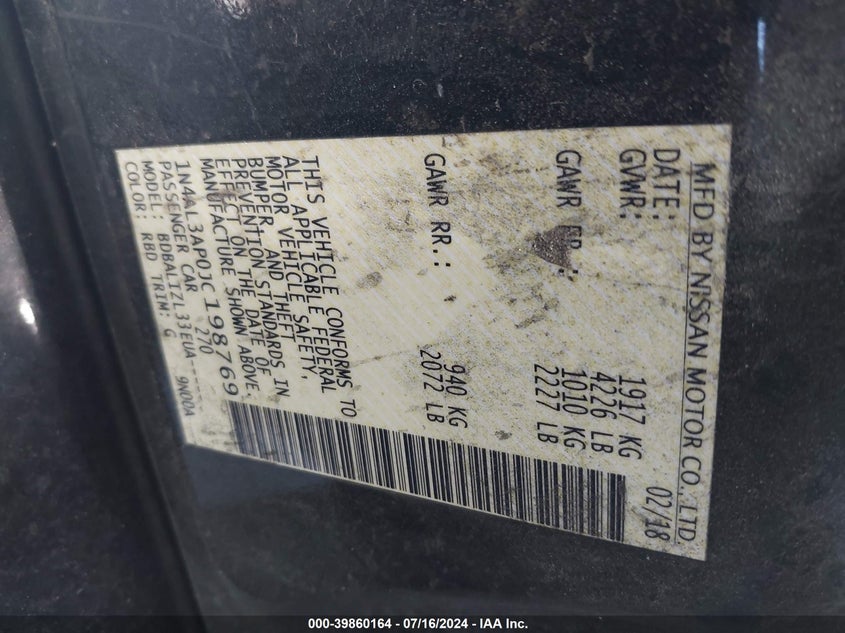 MFD BY NISSAN MOTOR CO., LTD.
DATE: 02/18
GVWR: 1917 KG
4226 LB
GAWR FR.: 1010 KG
2227 LB
GAWR RR.: 940 KG
2072 LB
THIS VEHICLE CONFORMS TO
ALL APPLICABLE FEDERAL
MOTOR VEHICLE SAFETY,
BUMPER AND THEFT
PREVENTION STANDARDS IN
EFFECT ON THE DATE OF
MANUFACTURE SHOWN ABOVE.
1N4AL3AP0JC198769
PASSENGER CAR 270
MODEL: BDBALIZL33EUA----- 9N00A
COLOR: RBD TRIM: G
000-39860164 - 07/16/2024 - IAA Inc.